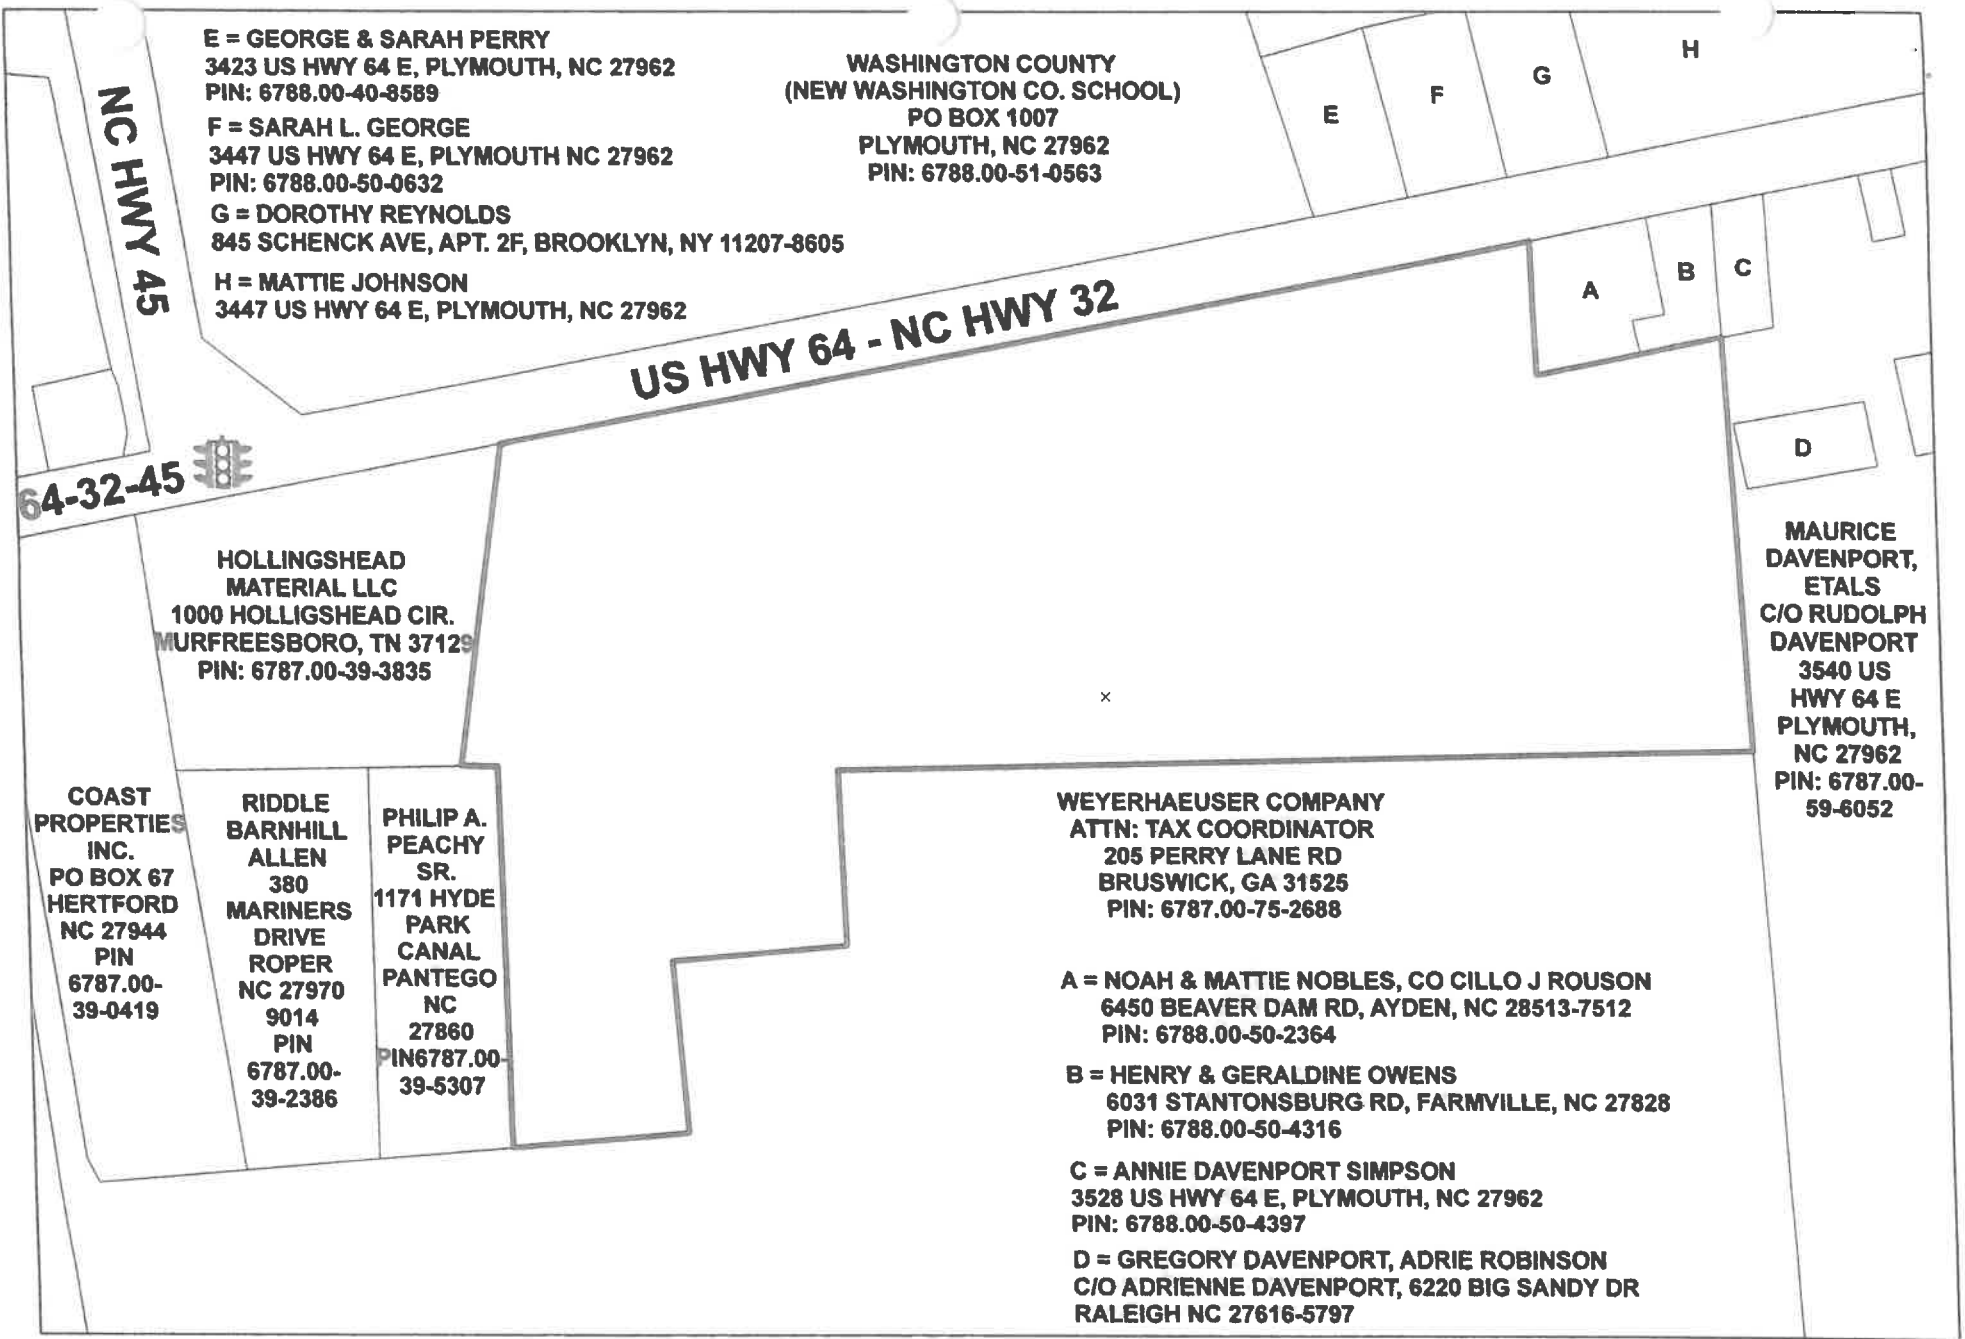 E = GEORGE & SARAH PERRY
3423 US HWY 64 E, PLYMOUTH, NC 27962
PIN: 6788.00-40-8589
F = SARAH L. GEORGE
3447 US HWY 64 E, PLYMOUTH NC 27962
PIN: 6788.00-50-0632
G = DOROTHY REYNOLDS
845 SCHENCK AVE, APT. 2F, BROOKLYN, NY 11207-8605
H = MATTIE JOHNSON
3447 US HWY 64 E, PLYMOUTH, NC 27962
WASHINGTON COUNTY
(NEW WASHINGTON CO. SCHOOL)
PO BOX 1007
PLYMOUTH, NC 27962
PIN: 6788.00-51-0563
E
F
G
H
NC HWY 45
US HWY 64 - NC HWY 32
A
B
C
D
64-32-45
HOLLINGSHEAD
MATERIAL LLC
1000 HOLLIGSHEAD CIR.
MURFREESBORO, TN 37129
PIN: 6787.00-39-3835
MAURICE
DAVENPORT,
ETALS
C/O RUDOLPH
DAVENPORT
3540 US
HWY 64 E
PLYMOUTH,
NC 27962
PIN: 6787.00-
59-6052
x
COAST
PROPERTIES
INC.
PO BOX 67
HERTFORD
NC 27944
PIN
6787.00-
39-0419
RIDDLE
BARNHILL
ALLEN
380
MARINERS
DRIVE
ROPER
NC 27970
9014
PIN
6787.00-
39-2386
PHILIP A.
PEACHY
SR.
1171 HYDE
PARK
CANAL
PANTEGO
NC
27860
PIN6787.00-
39-5307
WEYERHAEUSER COMPANY
ATTN: TAX COORDINATOR
205 PERRY LANE RD
BRUSWICK, GA 31525
PIN: 6787.00-75-2688
A = NOAH & MATTIE NOBLES, CO CILLO J ROUSON
6450 BEAVER DAM RD, AYDEN, NC 28513-7512
PIN: 6788.00-50-2364
B = HENRY & GERALDINE OWENS
6031 STANTONSBURG RD, FARMVILLE, NC 27828
PIN: 6788.00-50-4316
C = ANNIE DAVENPORT SIMPSON
3528 US HWY 64 E, PLYMOUTH, NC 27962
PIN: 6788.00-50-4397
D = GREGORY DAVENPORT, ADRIE ROBINSON
C/O ADRIENNE DAVENPORT, 6220 BIG SANDY DR
RALEIGH NC 27616-5797